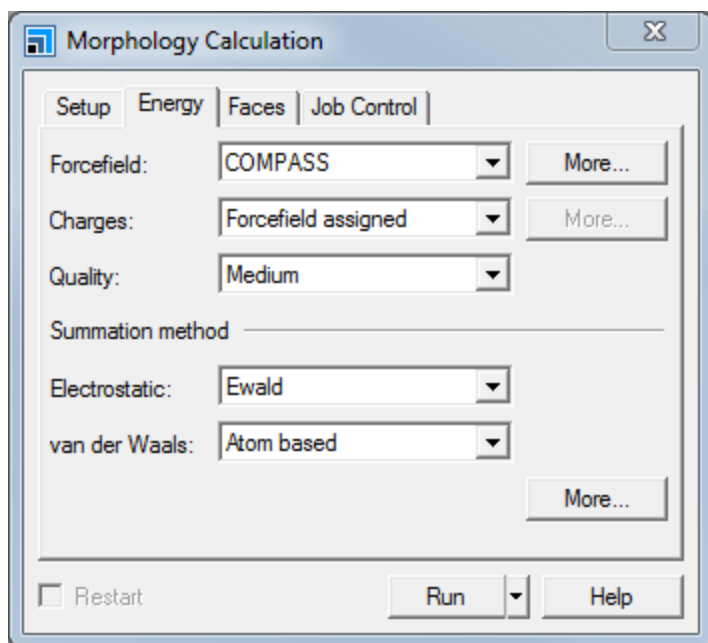 Morphology Calculation
Setup Energy Faces Job Control
Forcefield: COMPASS More...
Charges: Forcefield assigned More...
Quality: Medium
Summation method
Electrostatic: Ewald
van der Waals: Atom based
More...
Restart Run Help